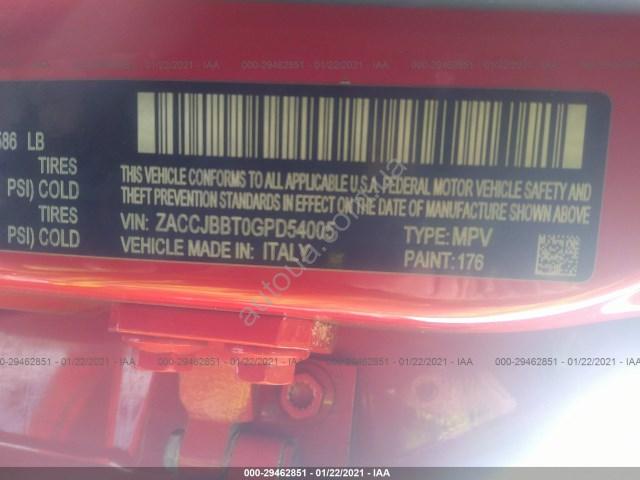 000-29462851 - 01/22/2021 - IAA
586 LB
TIRES
PSI) COLD
TIRES
PSI) COLD
THIS VEHICLE CONFORMS TO ALL APPLICABLE U.S.A. FEDERAL MOTOR VEHICLE SAFETY AND
THEFT PREVENTION STANDARDS IN EFFECT ON THE DATE OF MANUFACTURE SHOWN ABOVE
VIN: ZACCJBBT0GPD54005 TYPE: MPV
VEHICLE MADE IN: ITALY PAINT: 176
autoua.com
000-29462851 - 01/22/2021 - IAA
000-29462851 - 01/22/2021 - IAA